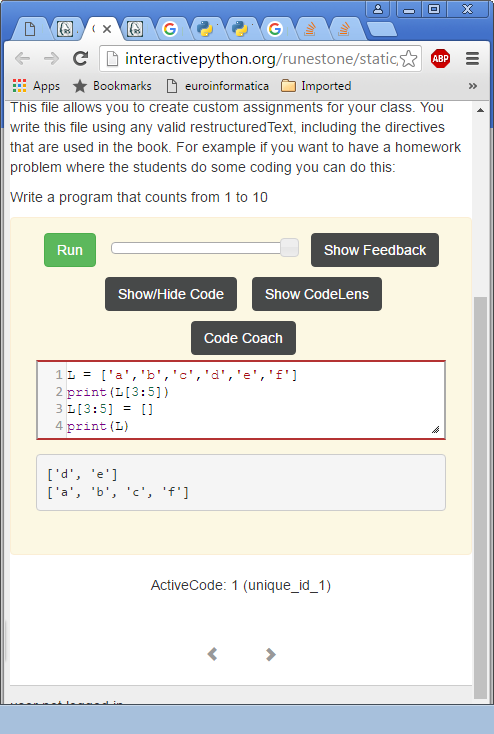 interactivepython.org/runestone/static,
ABP
Apps Bookmarks euroinformatica Imported »
This file allows you to create custom assignments for your class. You
write this file using any valid restructuredText, including the directives
that are used in the book. For example if you want to have a homework
problem where the students do some coding you can do this:
Write a program that counts from 1 to 10
Run Show Feedback
Show/Hide Code Show CodeLens
Code Coach
1 L = ['a','b','c','d','e','f']
2 print(L[3:5])
3 L[3:5] = []
4 print(L)
['d', 'e']
['a', 'b', 'c', 'f']
ActiveCode: 1 (unique_id_1)